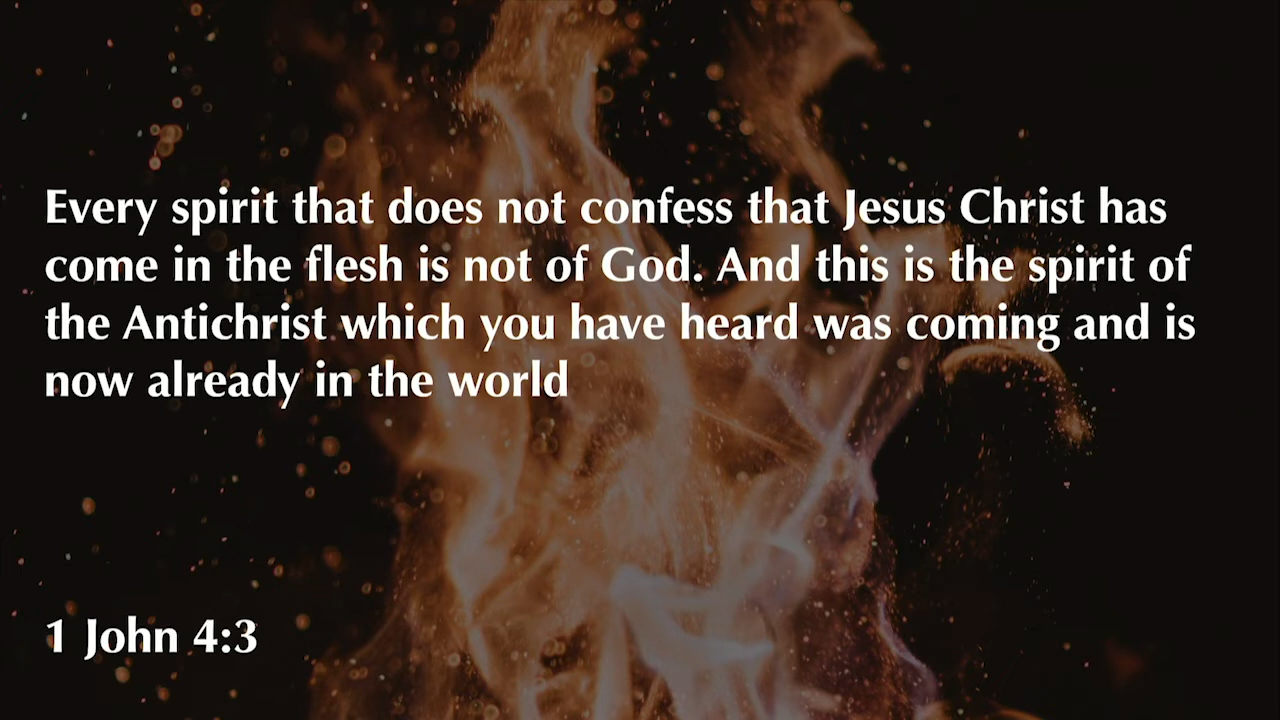 Every spirit that does not confess that Jesus Christ has
come in the flesh is not of God. And this is the spirit of
the Antichrist which you have heard was coming and is
now already in the world
1 John 4:3